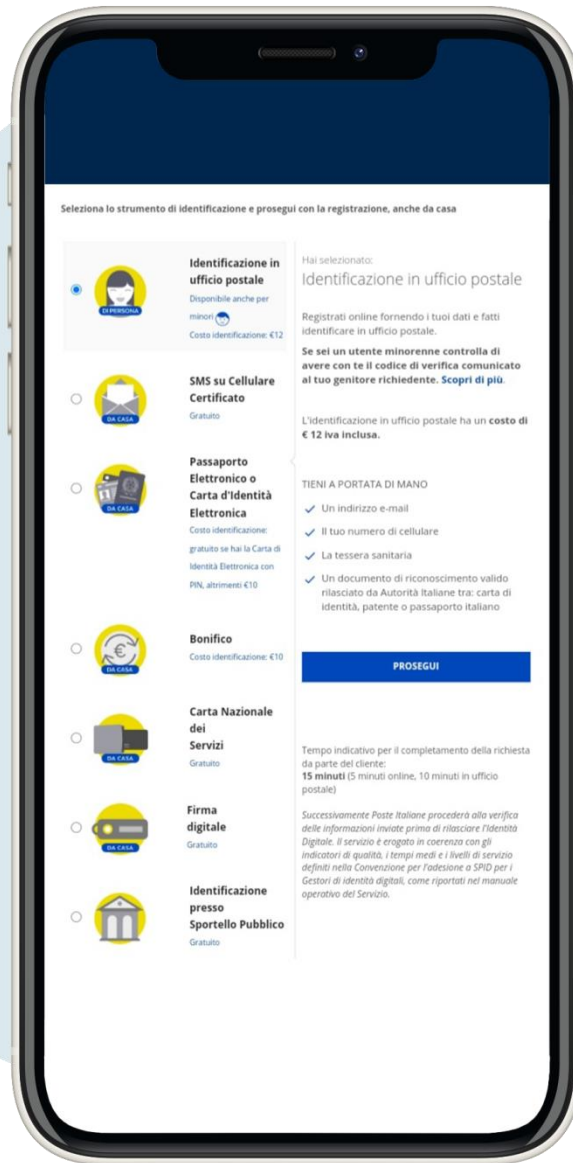 Seleziona lo strumento di identificazione e prosegui con la registrazione, anche da casa
DI PERSONA
Identificazione in
ufficio postale
Disponibile anche per
minori
Costo identificazione: €12
DA CASA
SMS su Cellulare
Certificato
Gratuito
DA CASA
Passaporto
Elettronico o
Carta d'Identità
Elettronica
Costo identificazione:
gratuito se hai la Carta di
Identità Elettronica con
PIN, altrimenti €10
DA CASA
Bonifico
Costo identificazione: €10
DA CASA
Carta Nazionale
dei
Servizi
Gratuito
DA CASA
Firma
digitale
Gratuito
Identificazione
presso
Sportello Pubblico
Gratuito
Hai selezionato:
Identificazione in ufficio postale
Registrati online fornendo i tuoi dati e fatti
identificare in ufficio postale.
Se sei un utente minorenne controlla di
avere con te il codice di verifica comunicato
al tuo genitore richiedente. Scopri di più.
L'identificazione in ufficio postale ha un costo di
€ 12 iva inclusa.
TIENI A PORTATA DI MANO
Un indirizzo e-mail
Il tuo numero di cellulare
La tessera sanitaria
Un documento di riconoscimento valido
rilasciato da Autorità Italiane tra: carta di
identità, patente o passaporto italiano
PROSEGUI
Tempo indicativo per il completamento della richiesta
da parte del cliente:
15 minuti (5 minuti online, 10 minuti in ufficio
postale)
Successivamente Poste Italiane procederà alla verifica
delle informazioni inviate prima di rilasciare l'Identità
Digitale. Il servizio è erogato in coerenza con gli
indicatori di qualità, i tempi medi e i livelli di servizio
definiti nella Convenzione per l'adesione a SPID per i
Gestori di identità digitali, come riportati nel manuale
operativo del Servizio.